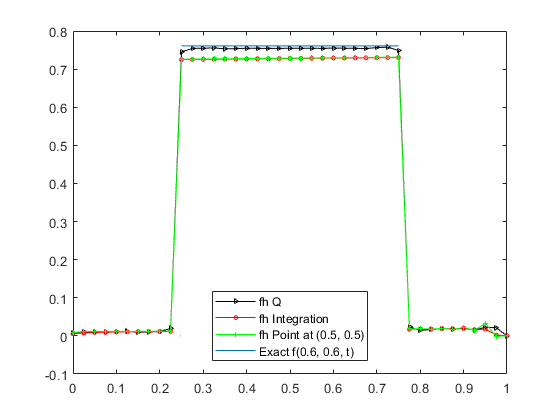 0.8
0.7
0.6
0.5
0.4
0.3
0.2
0.1
0
-0.1
fh Q
fh Integration
fh Point at (0.5, 0.5)
Exact f(0.6, 0.6, t)
0 0.1 0.2 0.3 0.4 0.5 0.6 0.7 0.8 0.9 1